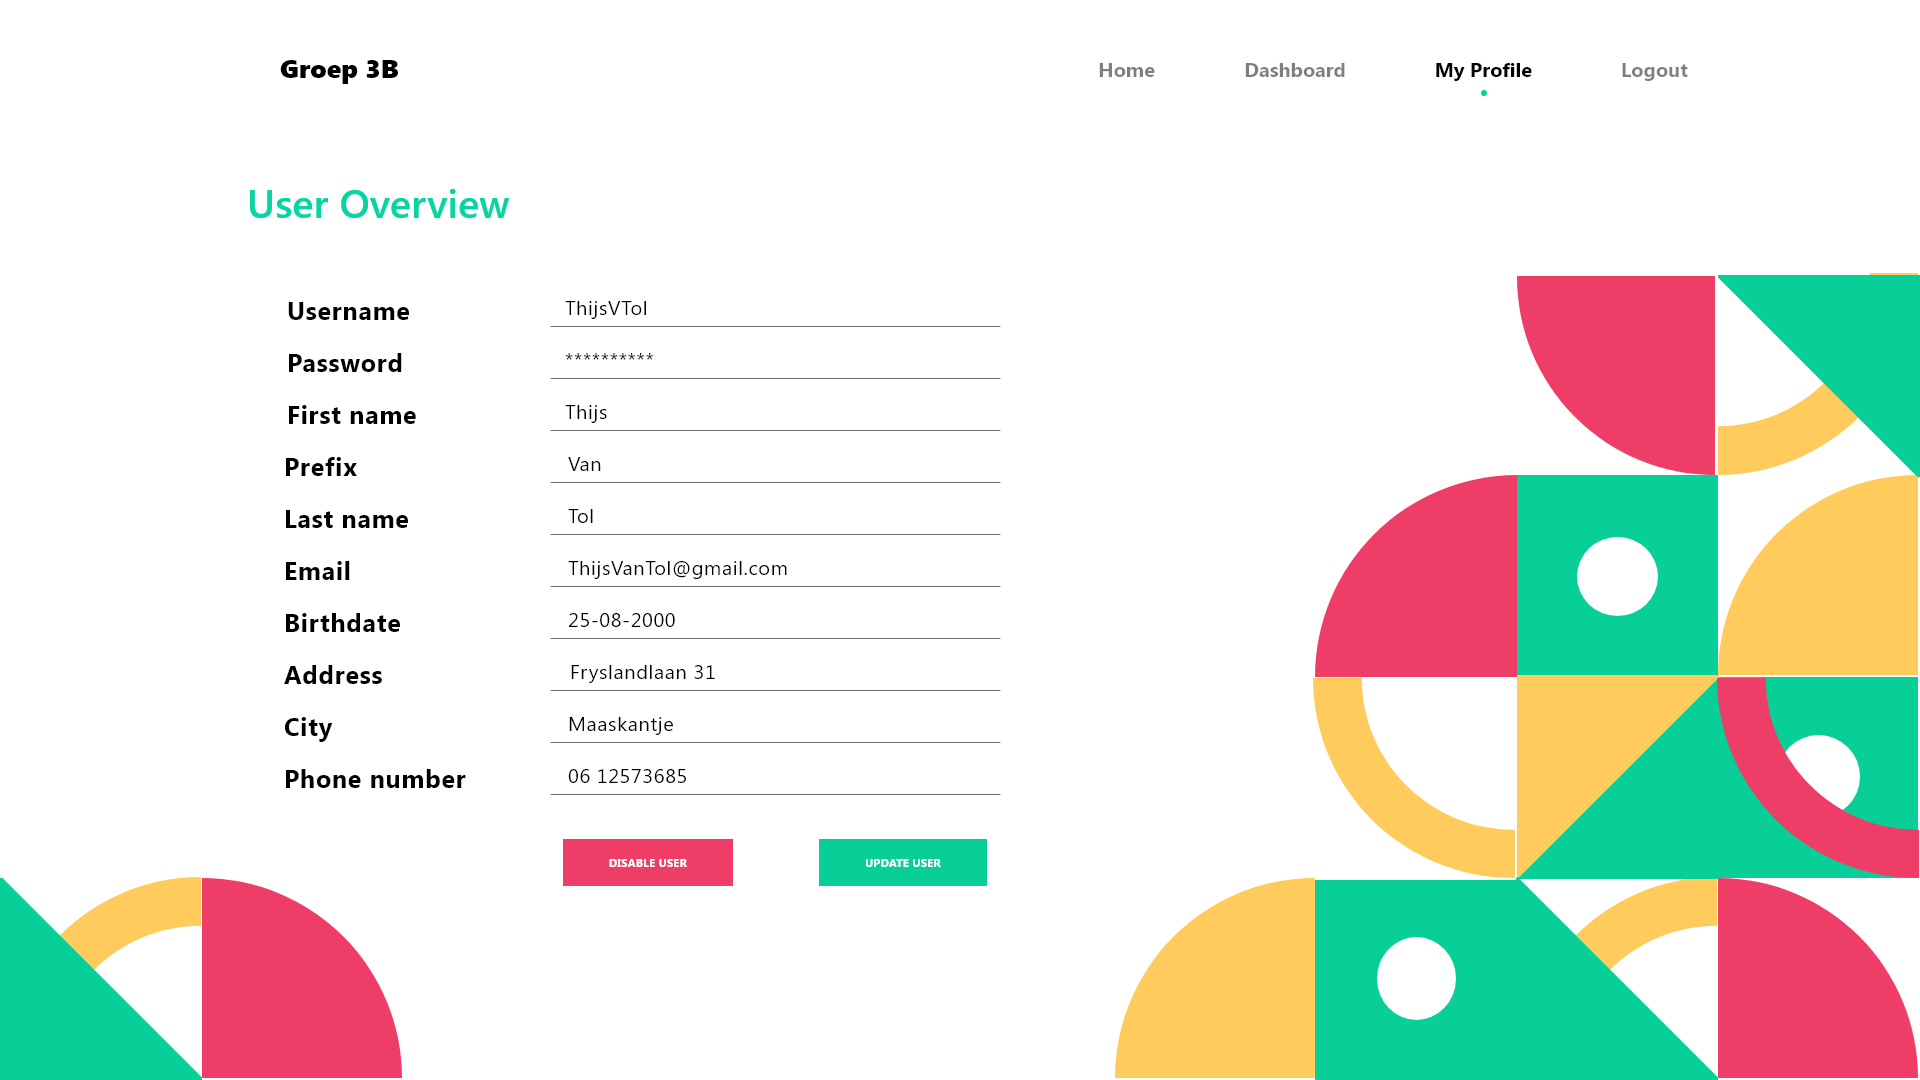 Groep 3B
Home Dashboard My Profile Logout
User Overview
Username ThijsVTol
Password **********
First name Thijs
Prefix Van
Last name Tol
Email ThijsVanTol@gmail.com
Birthdate 25-08-2000
Address Fryslandlaan 31
City Maaskantje
Phone number 06 12573685
DISABLE USER UPDATE USER